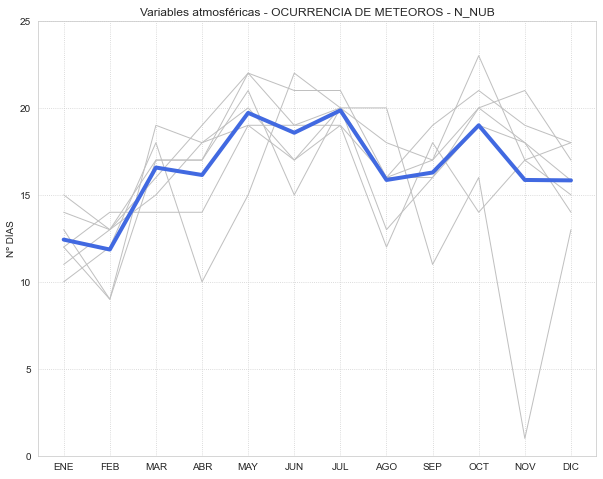 Variables atmosféricas - OCURRENCIA DE METEOROS - N_NUB
N° DÍAS
25
20
15
10
5
0
ENE FEB MAR ABR MAY JUN JUL AGO SEP OCT NOV DIC